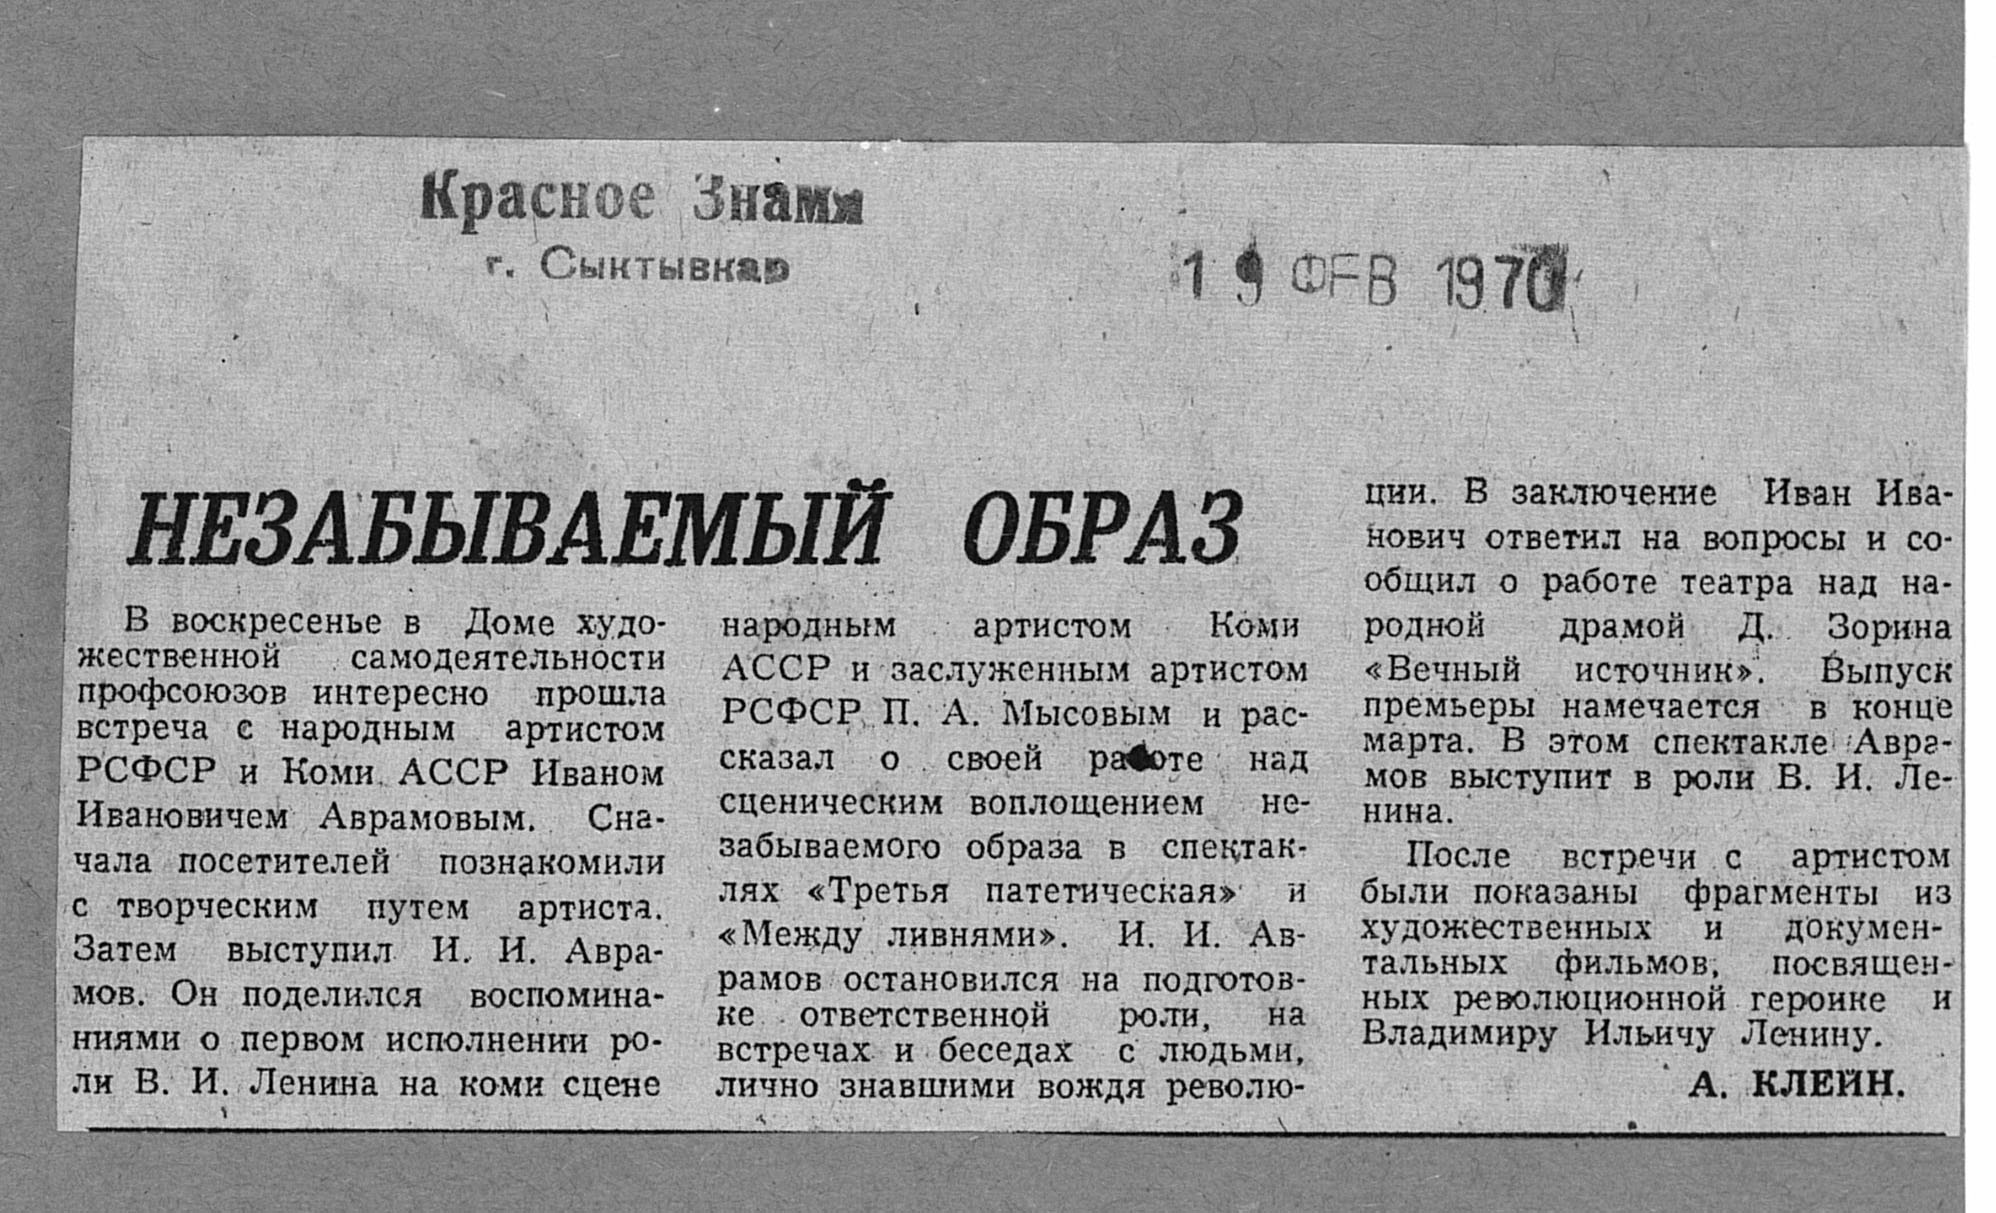 Красное Знамя
г. Сыктывкар
19 ФЕВ 1970
НЕЗАБЫВАЕМЫЙ ОБРАЗ
В воскресенье в Доме худо-
жественной самодеятельности
профсоюзов интересно прошла
встреча с народным артистом
РСФСР и Коми АССР Иваном
Ивановичем Аврамовым. Сна-
чала посетителей познакомили
с творческим путем артиста.
Затем выступил И. И. Авра-
мов. Он поделился воспомина-
ниями о первом исполнении ро-
ли В. И. Ленина на коми сцене
народным артистом Коми
АССР и заслуженным артистом
РСФСР П. А. Мысовым и рас-
сказал о своей работе над
сценическим воплощением не-
забываемого образа в спектак-
лях «Третья патетическая» и
«Между ливнями». И. И. Ав-
рамов остановился на подготов-
ке ответственной роли, на
встречах и беседах с людьми,
лично знавшими вождя револю-
ции. В заключение Иван Ива-
нович ответил на вопросы и со-
общил о работе театра над на-
родной драмой Д. Зорина
«Вечный источник». Выпуск
премьеры намечается в конце
марта. В этом спектакле Авра-
мов выступит в роли В. И. Ле-
нина.
После встречи с артистом
были показаны фрагменты из
художественных и докумен-
тальных фильмов, посвящен-
ных революционной героике и
Владимиру Ильичу Ленину.
А. КЛЕЙН.